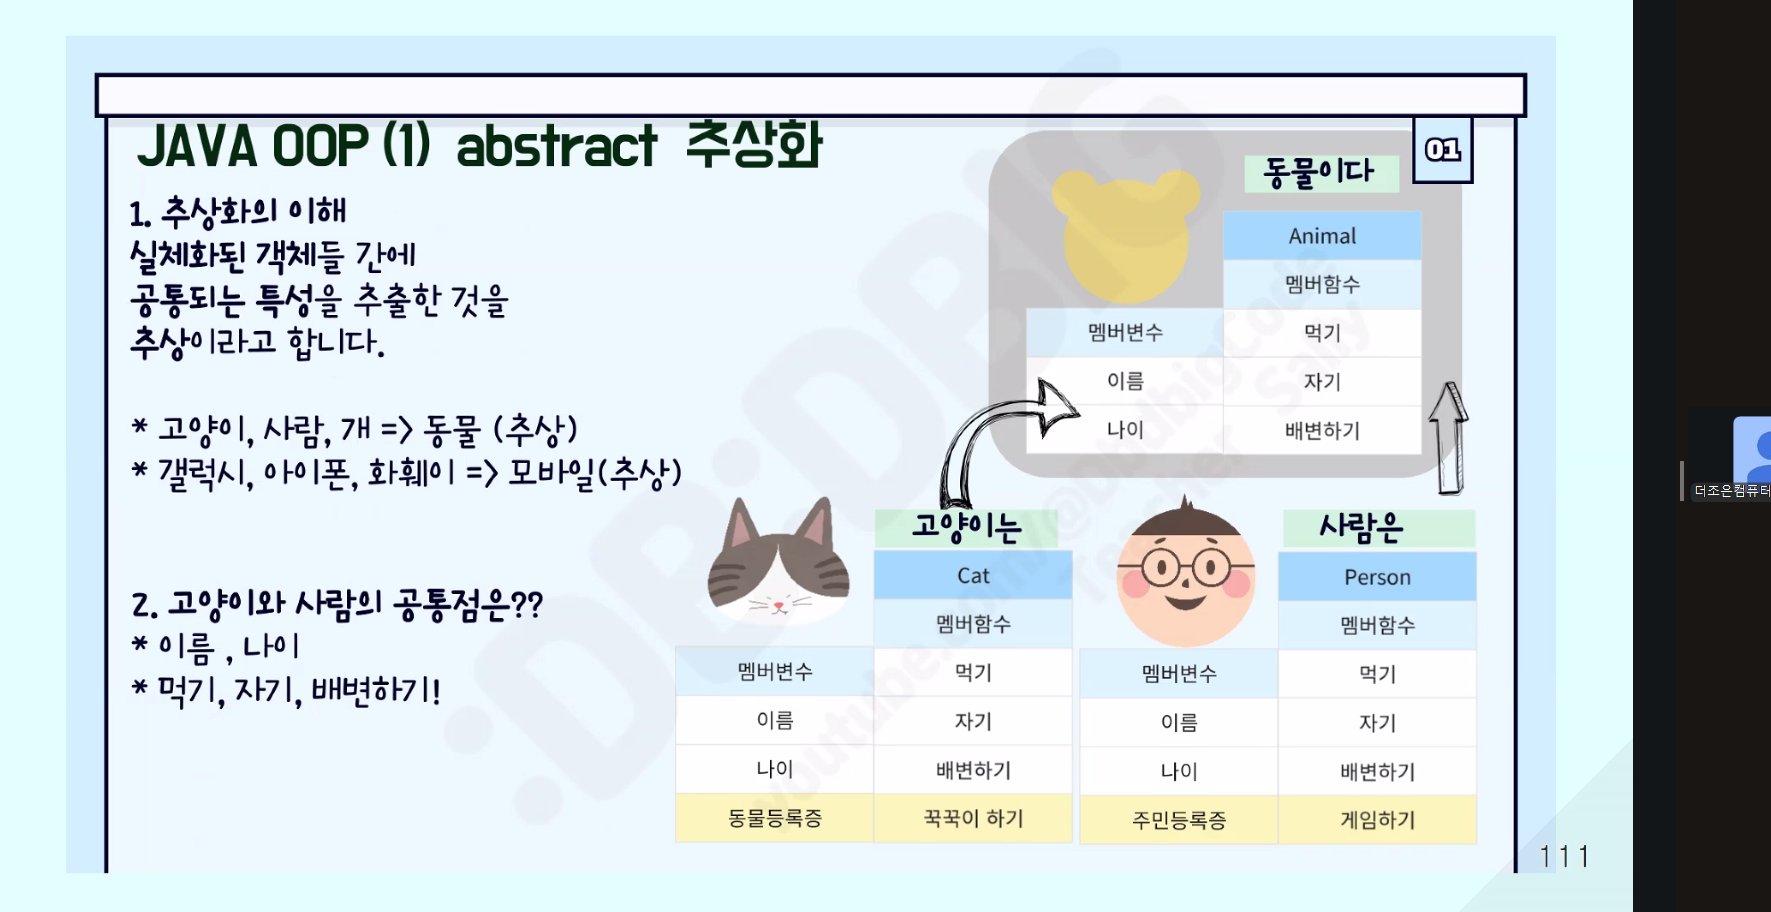 JAVA OOP (1) abstract 추상화
01
1. 추상화의 이해
실체화된 객체들 간에
공통되는 특성을 추출한 것을
추상이라고 합니다.
* 고양이, 사람, 개 => 동물 (추상)
* 갤럭시, 아이폰, 화훼이 => 모바일(추상)
2. 고양이와 사람의 공통점은??
* 이름 , 나이
* 먹기, 자기, 배변하기!
동물이다
Animal
멤버함수
멤버변수 먹기
이름 자기
나이 배변하기
고양이는
Cat
멤버함수
멤버변수 먹기
이름 자기
나이 배변하기
동물등록증 꾹꾹이 하기
사람은
Person
멤버함수
멤버변수 먹기
이름 자기
나이 배변하기
주민등록증 게임하기
:DBiDBIG
youtube.com/@DbidbigCode
Teacher Sally
111
더조은컴퓨터